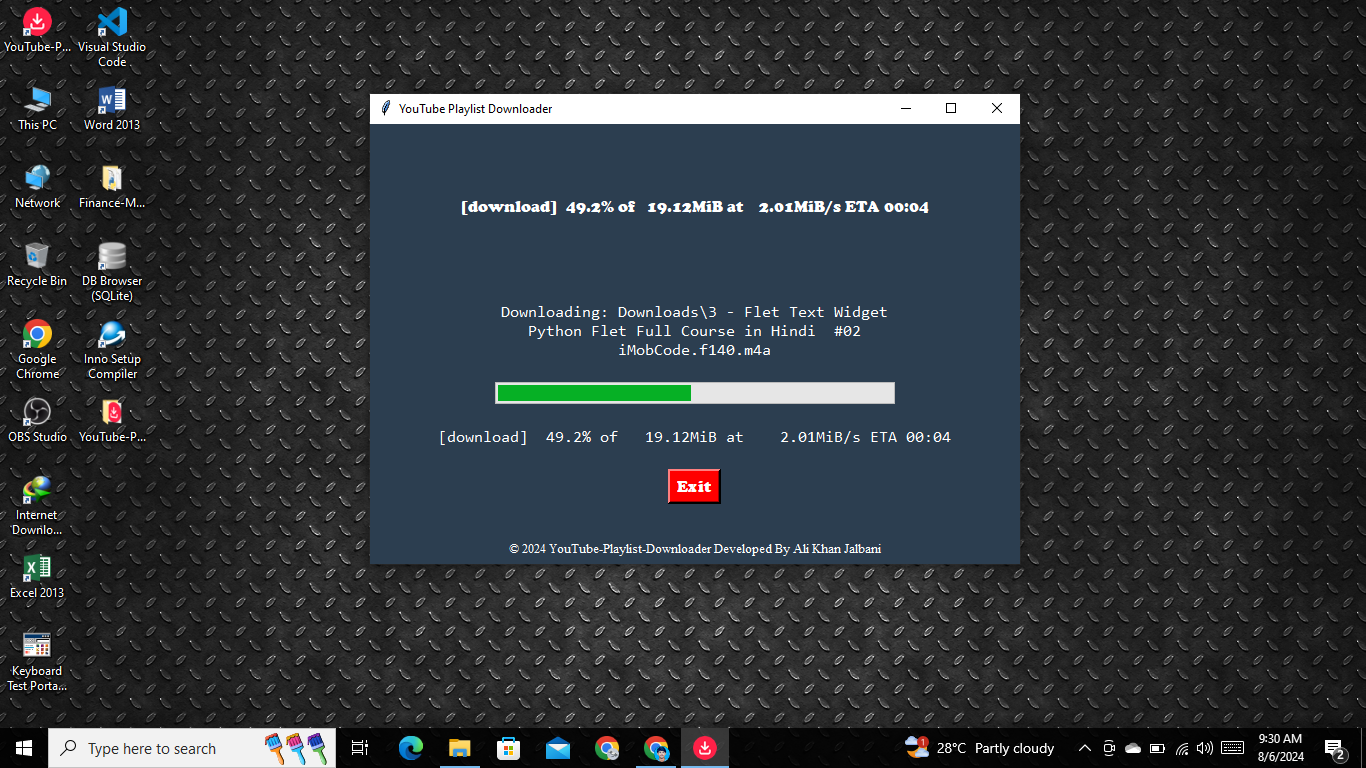 YouTube-P...
Visual Studio
Code
This PC
Word 2013
Network
Finance-M...
Recycle Bin
DB Browser
(SQLite)
Google
Chrome
Inno Setup
Compiler
OBS Studio
YouTube-P...
Internet
Downlo...
Excel 2013
Keyboard
Test Porta...
YouTube Playlist Downloader
[download] 49.2% of 19.12MiB at 2.01MiB/s ETA 00:04
Downloading: Downloads\3 - Flet Text Widget
Python Flet Full Course in Hindi #02
iMobCode.f140.m4a
[download] 49.2% of 19.12MiB at 2.01MiB/s ETA 00:04
Exit
© 2024 YouTube-Playlist-Downloader Developed By Ali Khan Jalbani
Type here to search
1
28°C Partly cloudy
9:30 AM
8/6/2024
2